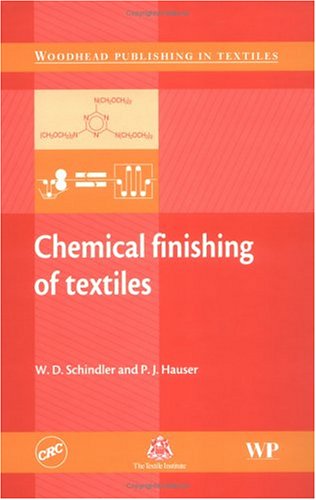 WOODHEAD PUBLISHING IN TEXTILES
N(CH₂OCH₃)₂
(CH₃OCH₂)₂N
N(CH₂OCH₃)₂
Chemical finishing
of textiles
W. D. Schindler and P. J. Hauser
CRC
The Textile Institute
WP